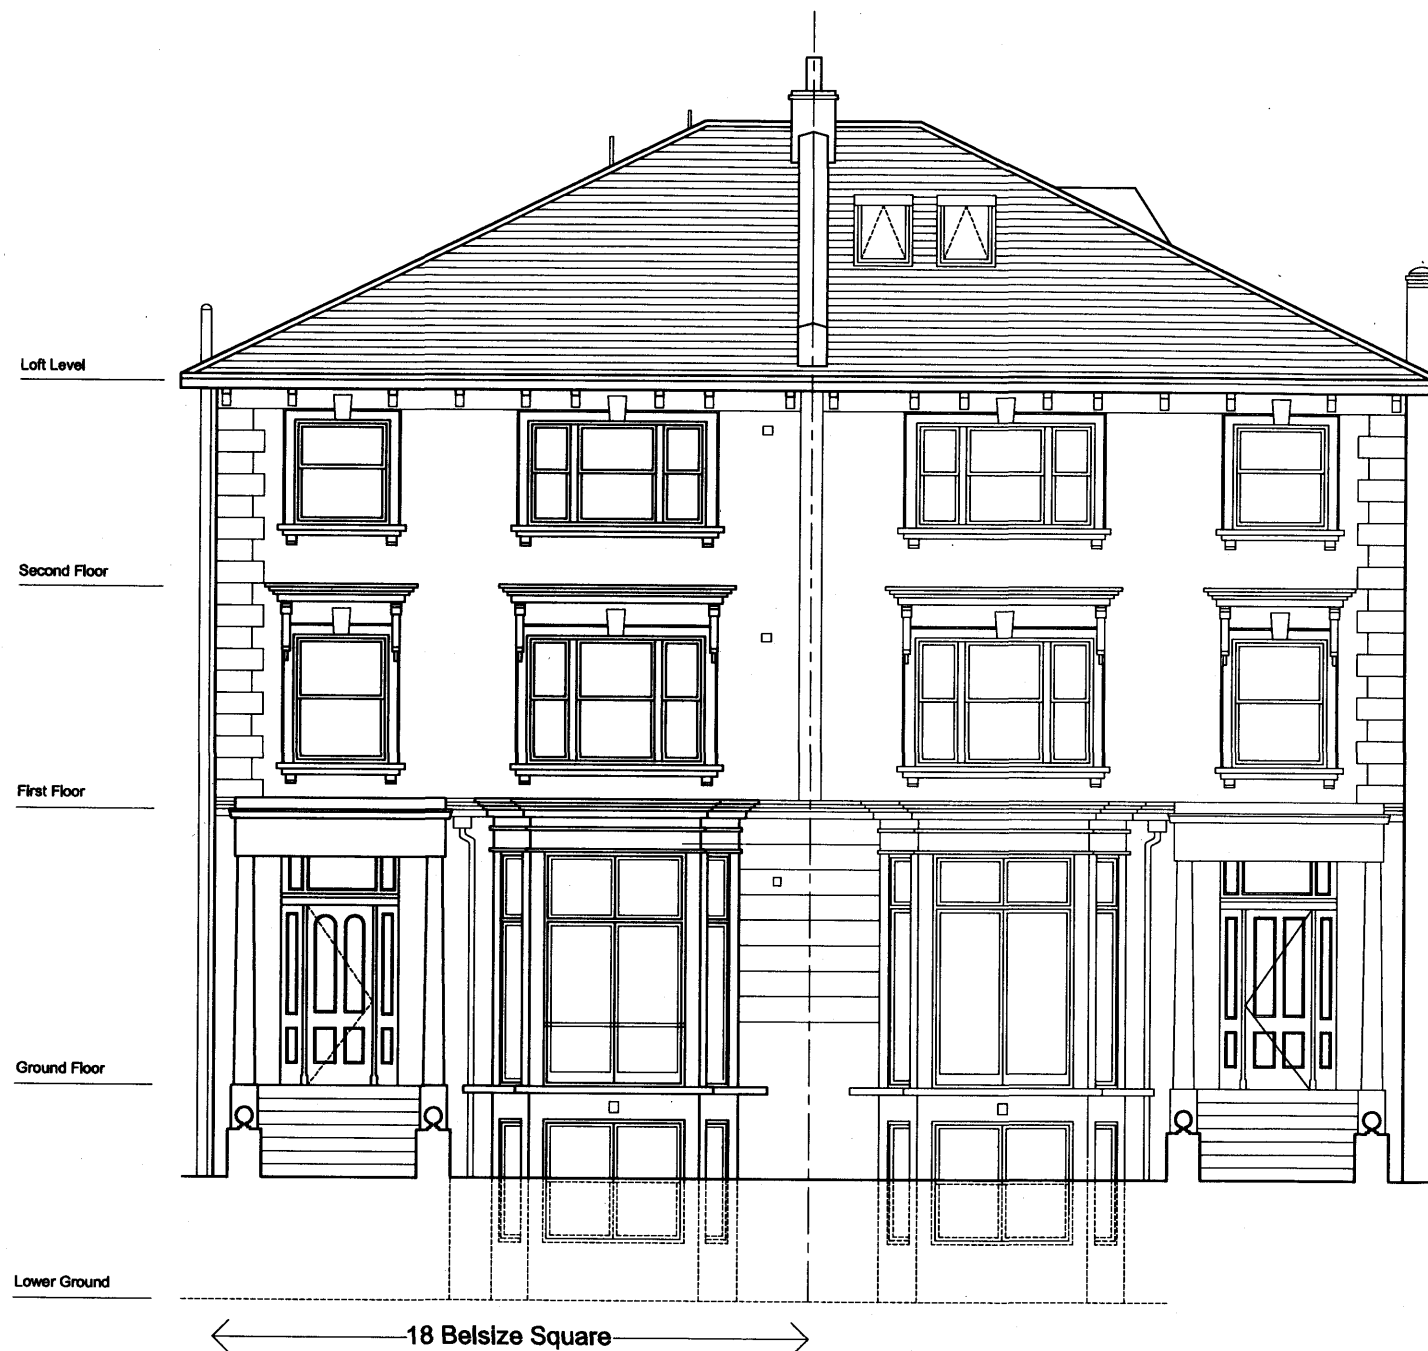 Loft Level
Second Floor
First Floor
Ground Floor
Lower Ground
18 Belsize Square